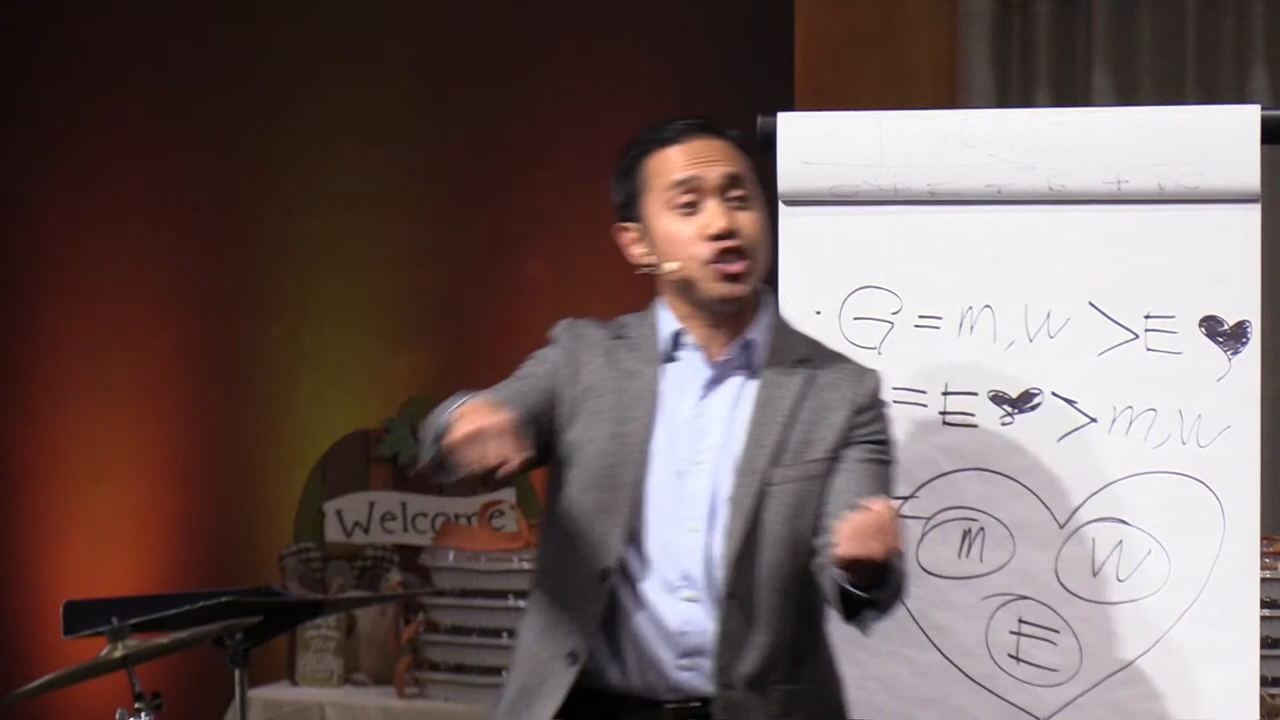 Welcome
. G = m, W > E ♥
= E ♥ > m, w
=
m W
E